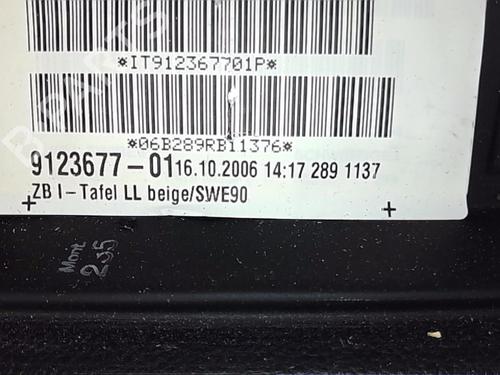 *IT912367701P*
*06B289RB11376*
9123677-01 16.10.2006 14:17 289 1137
ZB I-Tafel LL beige/SWE90
Mont
235